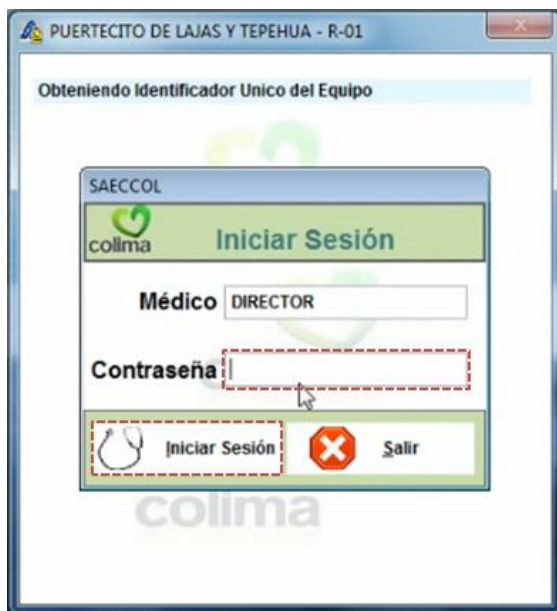 PUERTECITO DE LAJAS Y TEPEHUA - R-01
Obteniendo Identificador Unico del Equipo
SAECCOL
colima
Iniciar Sesión
Médico DIRECTOR
Contraseña
Iniciar Sesión Salir
colima